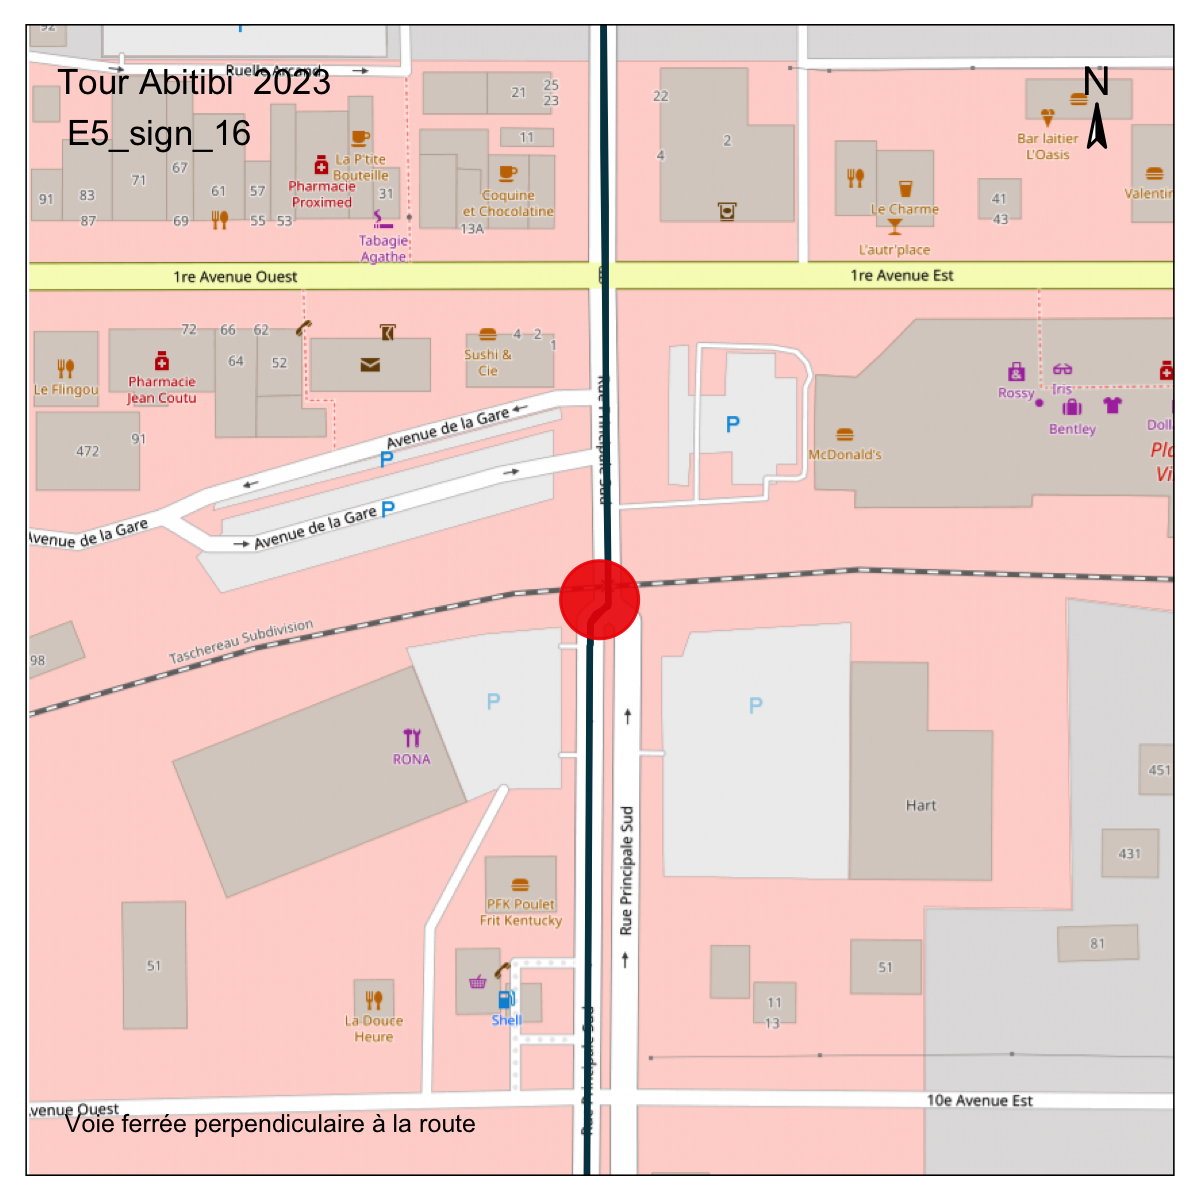 92
P
Ruelle Arcand
Tour Abitibi 2023
E5_sign_16
N
25
21
23
22
11
2
4
Bar laitier
L'Oasis
La P'tite
Bouteille
67
71
61
57
83
91
Pharmacie
Proximed
31
87
69
55
53
Coquine
et Chocolatine
13A
Tabagie
Agathe
Le Charme
41
43
L'autr'place
1re Avenue Ouest
1re Avenue Est
72
66
62
64
52
4
2
1
Sushi &
Cie
Le Flingou
Pharmacie
Jean Coutu
Rossy
Iris
Bentley
McDonald's
Rue Principale Sud
Avenue de la Gare
P
P
91
472
P
Avenue de la Gare
Avenue de la Gare
Taschereau Subdivision
98
P
P
RONA
Hart
451
431
Rue Principale Sud
PFK Poulet
Frit Kentucky
81
51
51
11
13
La Douce
Heure
Shell
Rue Principale Sud
10e Avenue Est
Voie ferrée perpendiculaire à la route